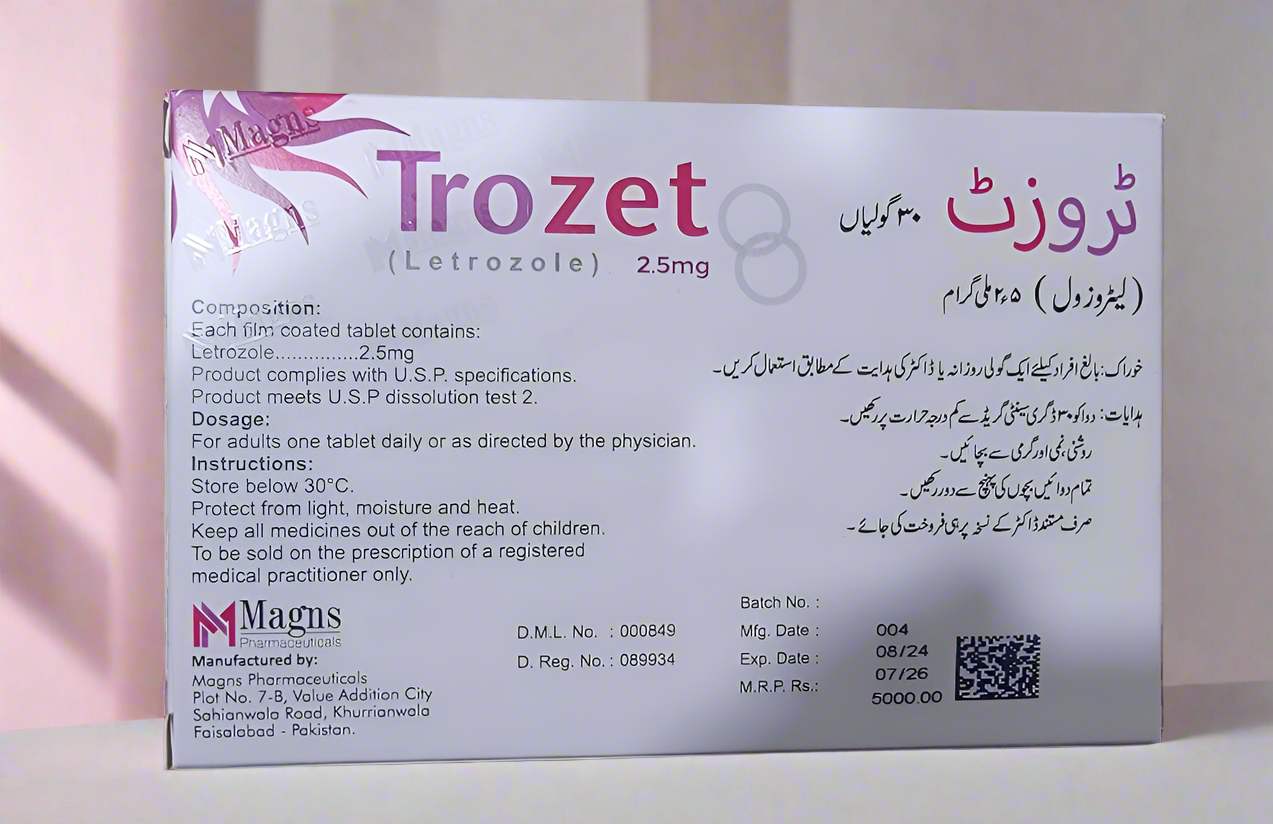 Magns
Magns
Trozet
(Letrozole) 2.5mg
ٹروزٹ
۳۰ گولیاں
(لیٹروزول) ۲ء۵ ملی گرام
Composition:
Each film coated tablet contains:
Letrozole...............2.5mg
Product complies with U.S.P. specifications.
Product meets U.S.P dissolution test 2.
Dosage:
For adults one tablet daily or as directed by the physician.
Instructions:
Store below 30°C.
Protect from light, moisture and heat.
Keep all medicines out of the reach of children.
To be sold on the prescription of a registered
medical practitioner only.
خوراک: بالغ افراد کیلئے ایک گولی روزانہ یا ڈاکٹر کی ہدایت کے مطابق استعمال کریں۔
ہدایات: دوا کو ۳۰ ڈگری سینٹی گریڈ سے کم درجہ حرارت پر رکھیں۔
روشنی، نمی اور گرمی سے بچائیں۔
تمام دوائیں بچوں کی پہنچ سے دور رکھیں۔
صرف مستند ڈاکٹر کے نسخہ پر ہی فروخت کی جائے۔
Magns
Pharmaceuticals
Manufactured by:
Magns Pharmaceuticals
Plot No. 7-B, Value Addition City
Sahianwala Road, Khurrianwala
Faisalabad - Pakistan.
D.M.L. No. : 000849
D. Reg. No. : 089934
Batch No. :
Mfg. Date : 004
Exp. Date : 08/24
M.R.P. Rs.: 07/26
5000.00